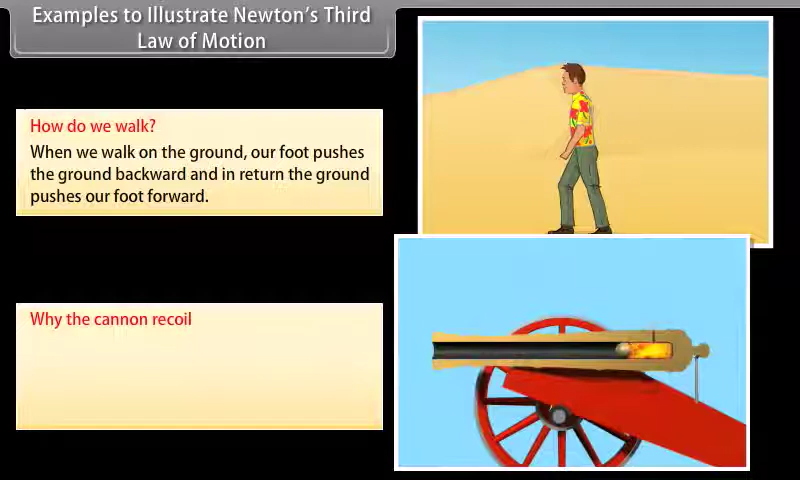 Examples to Illustrate Newton's Third
Law of Motion
How do we walk?
When we walk on the ground, our foot pushes
the ground backward and in return the ground
pushes our foot forward.
Why the cannon recoil